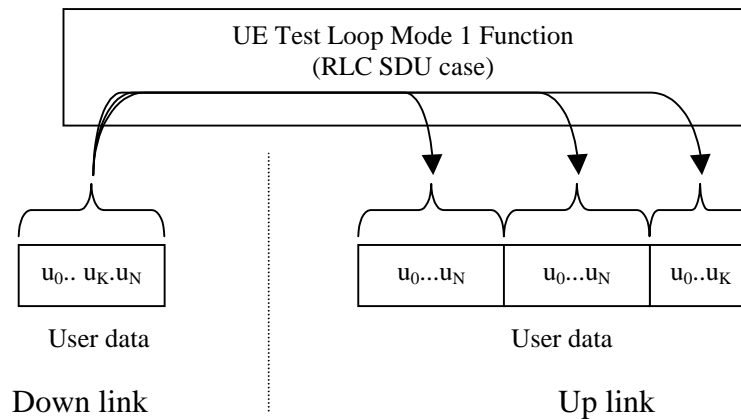 UE Test Loop Mode 1 Function
(RLC SDU case)
u₀.. u_K.u_N
u₀...u_N
u₀...u_N
u₀..u_K
User data
User data
Down link
Up link